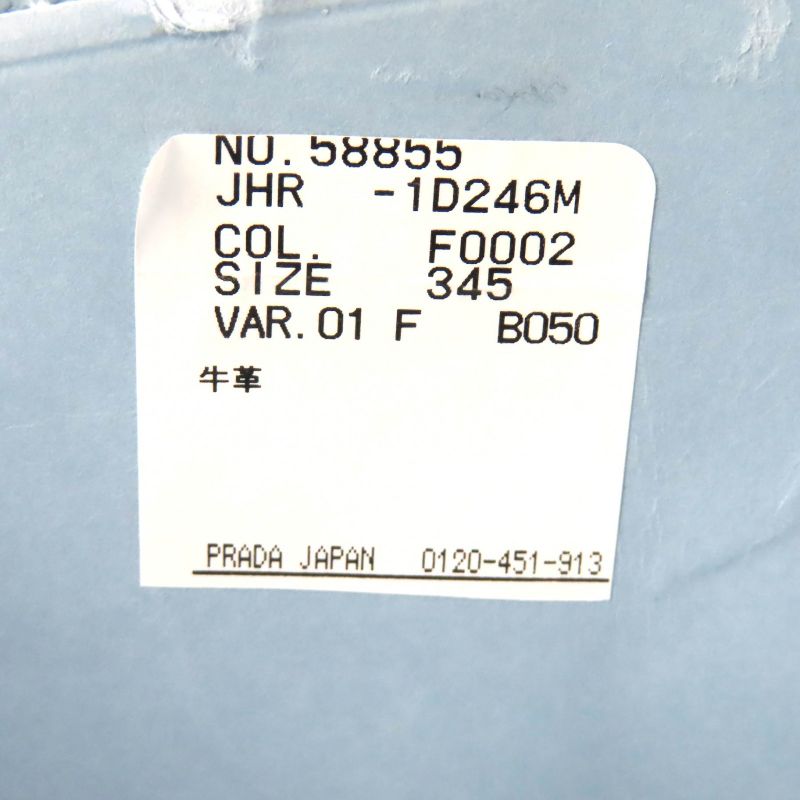 NO. 58855
JHR -1D246M
COL. F0002
SIZE 345
VAR. 01 F B050
牛革
PRADA JAPAN 0120-451-913